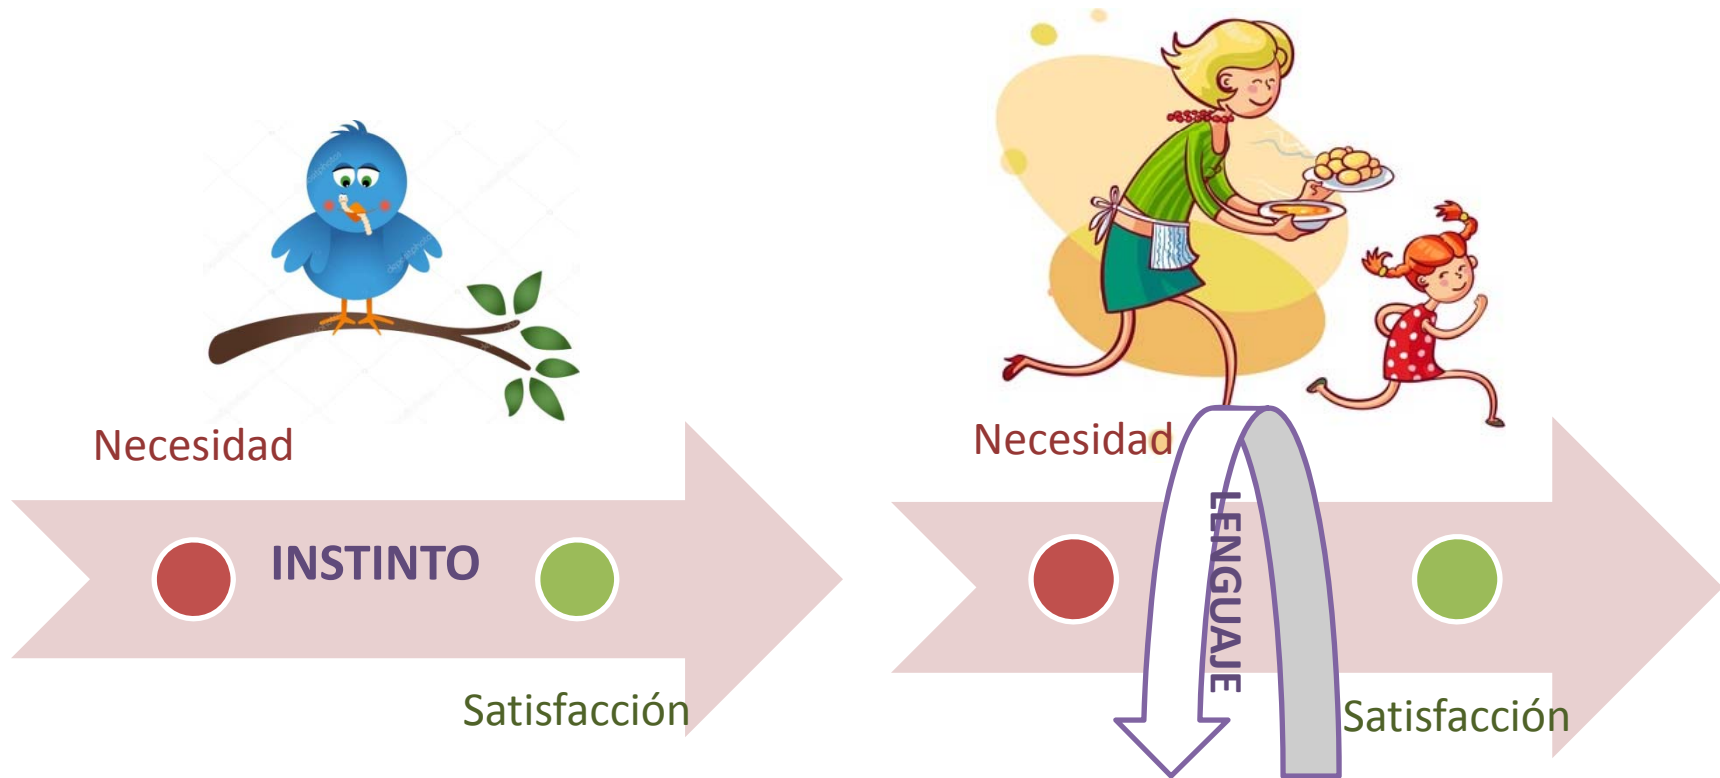 Necesidad
INSTINTO
Satisfacción
Necesidad
LENGUAJE
Satisfacción